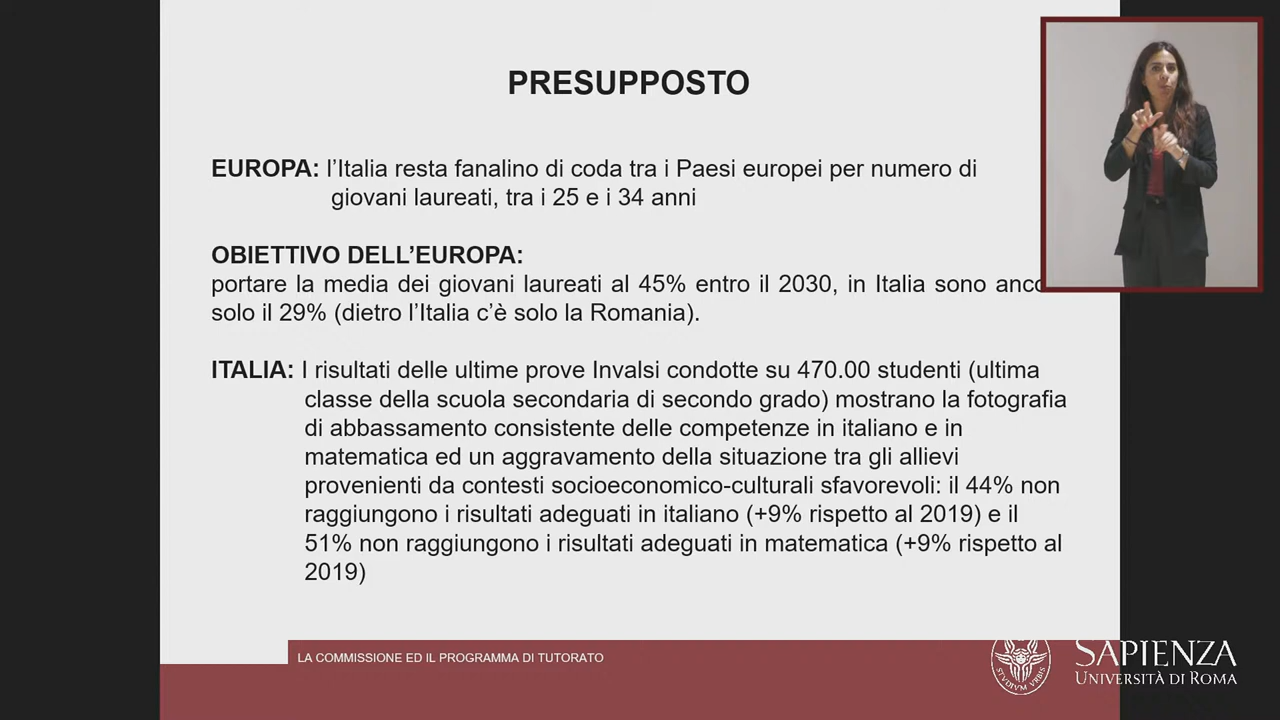 PRESUPPOSTO
EUROPA: l’Italia resta fanalino di coda tra i Paesi europei per numero di
giovani laureati, tra i 25 e i 34 anni
OBIETTIVO DELL’EUROPA:
portare la media dei giovani laureati al 45% entro il 2030, in Italia sono
solo il 29% (dietro l’Italia c’è solo la Romania).
ITALIA: I risultati delle ultime prove Invalsi condotte su 470.00 studenti (ultima
classe della scuola secondaria di secondo grado) mostrano la fotografia
di abbassamento consistente delle competenze in italiano e in
matematica ed un aggravamento della situazione tra gli allievi
provenienti da contesti socioeconomico-culturali sfavorevoli: il 44% non
raggiungono i risultati adeguati in italiano (+9% rispetto al 2019) e il
51% non raggiungono i risultati adeguati in matematica (+9% rispetto al
2019)
LA COMMISSIONE ED IL PROGRAMMA DI TUTORATO
STVDIVM VRBIS
SAPIENZA
UNIVERSITÀ DI ROMA